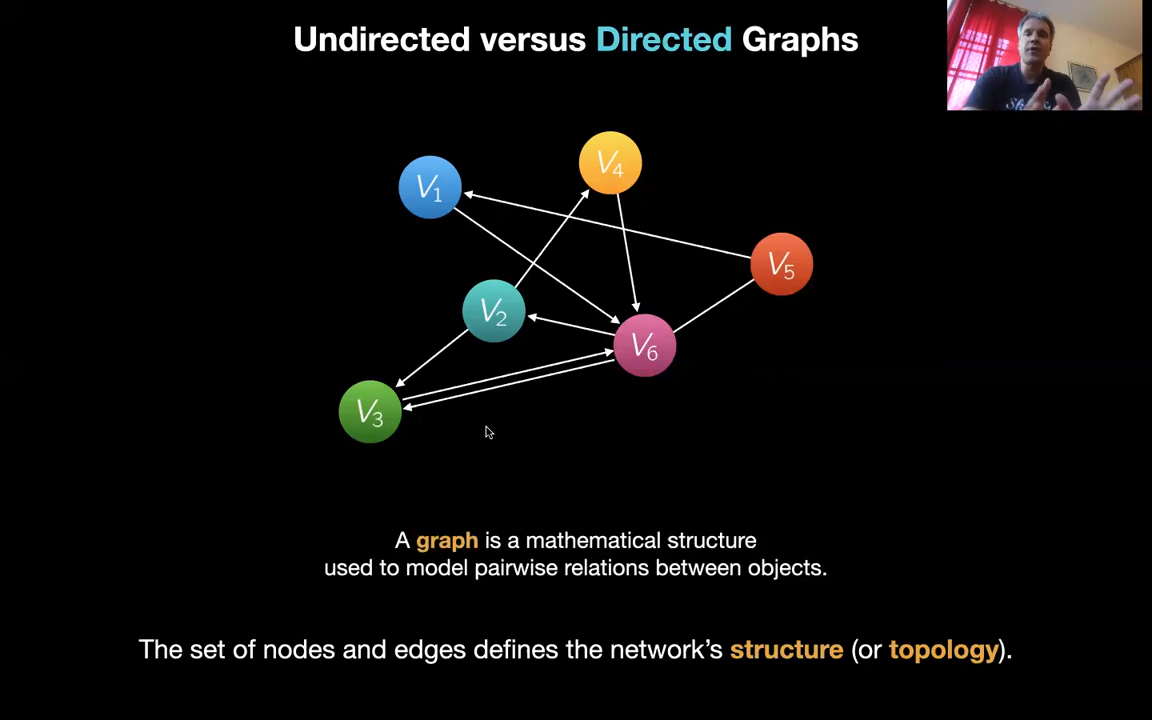 Undirected versus Directed Graphs
V1
V4
V5
V2
V6
V3
A graph is a mathematical structure
used to model pairwise relations between objects.
The set of nodes and edges defines the network's structure (or topology).